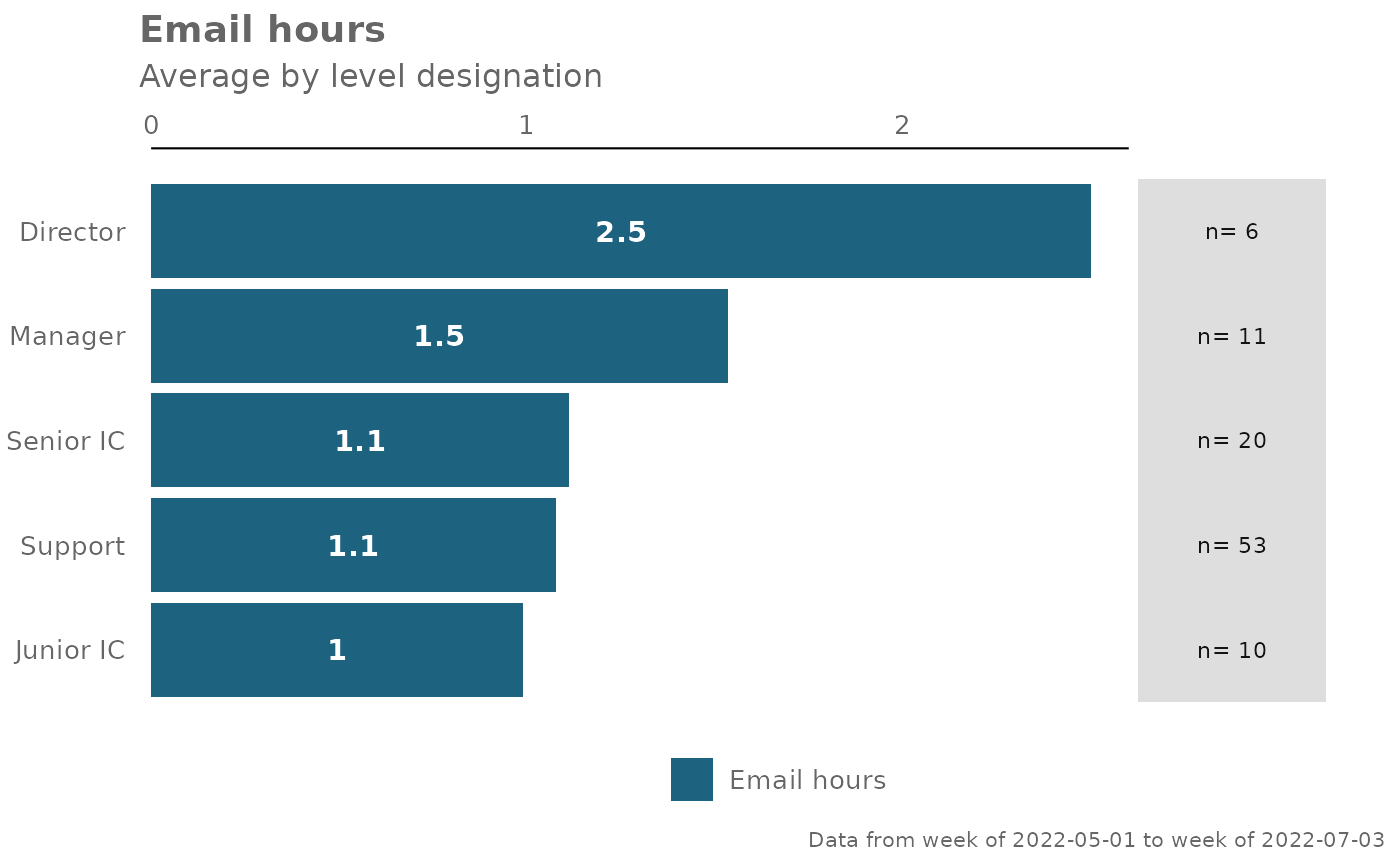 Email hours
Average by level designation
0 1 2
Director 2.5 n= 6
Manager 1.5 n= 11
Senior IC 1.1 n= 20
Support 1.1 n= 53
Junior IC 1 n= 10
Email hours
Data from week of 2022-05-01 to week of 2022-07-03